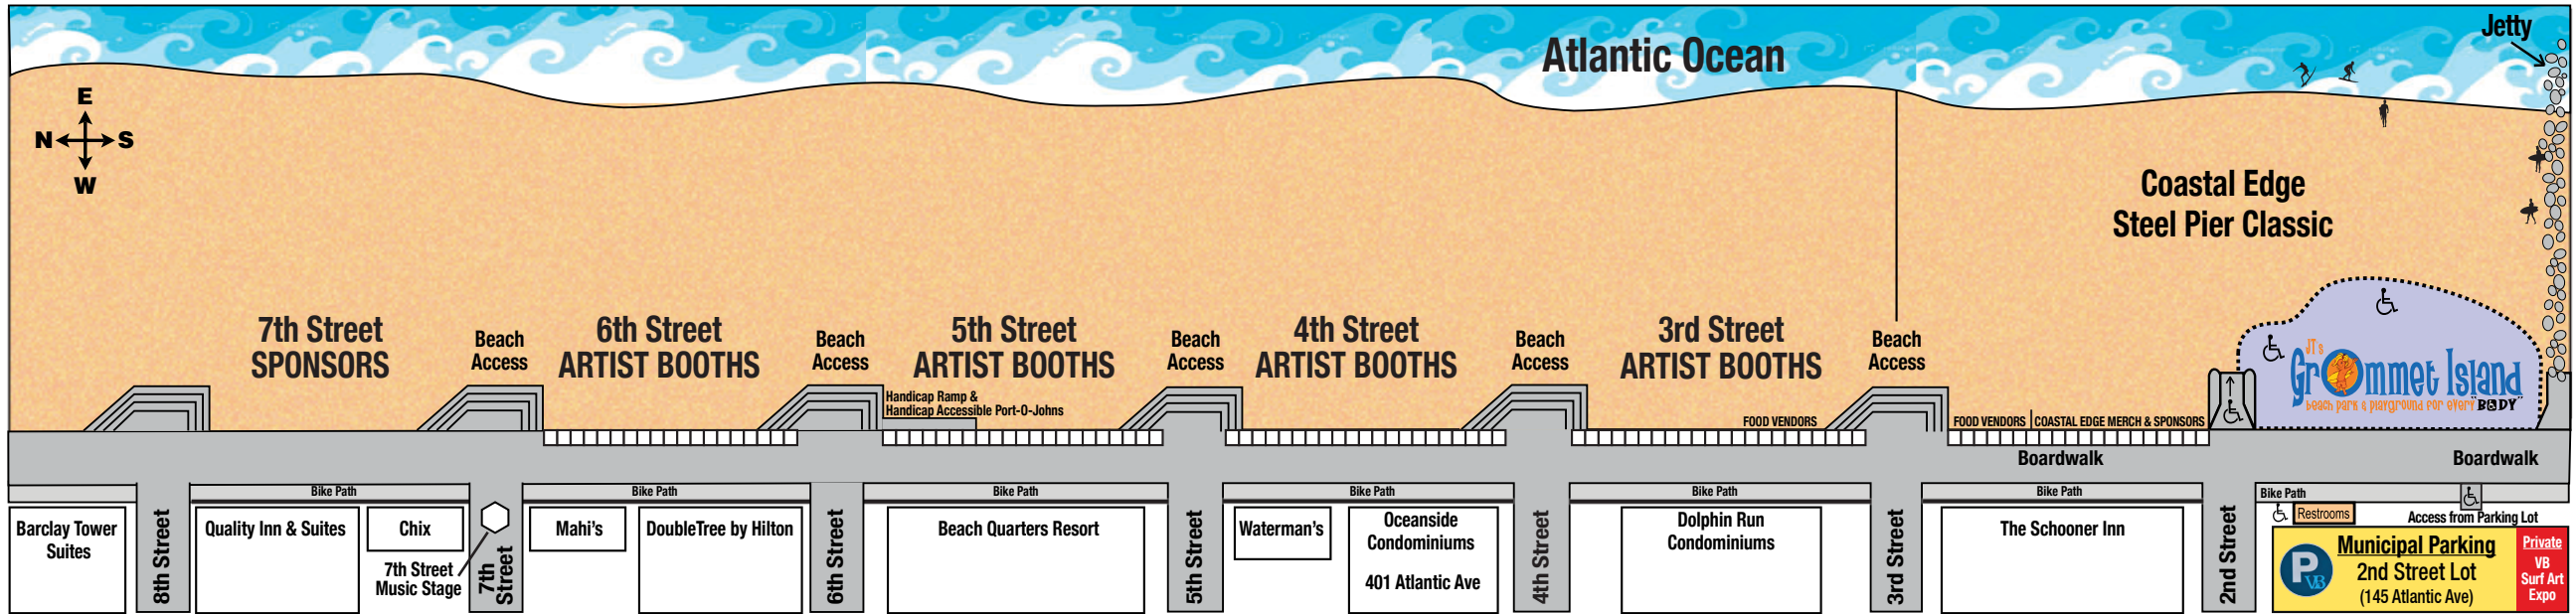 Atlantic Ocean
Jetty
E
N
S
W
Coastal Edge
Steel Pier Classic
7th Street
SPONSORS
Beach
Access
6th Street
ARTIST BOOTHS
Beach
Access
5th Street
ARTIST BOOTHS
Beach
Access
4th Street
ARTIST BOOTHS
Beach
Access
3rd Street
ARTIST BOOTHS
Beach
Access
JT's
Grommet Island
beach park & playground for every "BODY"
Handicap Ramp &
Handicap Accessible Port-O-Johns
FOOD VENDORS
FOOD VENDORS
COASTAL EDGE MERCH & SPONSORS
Boardwalk
Boardwalk
Bike Path
Bike Path
Bike Path
Bike Path
Bike Path
Bike Path
Bike Path
Barclay Tower
Suites
8th Street
Quality Inn & Suites
Chix
7th Street
Music Stage
7th
Street
Mahi's
DoubleTree by Hilton
6th Street
Beach Quarters Resort
5th Street
Waterman's
Oceanside
Condominiums
401 Atlantic Ave
4th Street
Dolphin Run
Condominiums
3rd Street
The Schooner Inn
2nd Street
Restrooms
Access from Parking Lot
P
VB
Municipal Parking
2nd Street Lot
(145 Atlantic Ave)
Private
VB
Surf Art
Expo